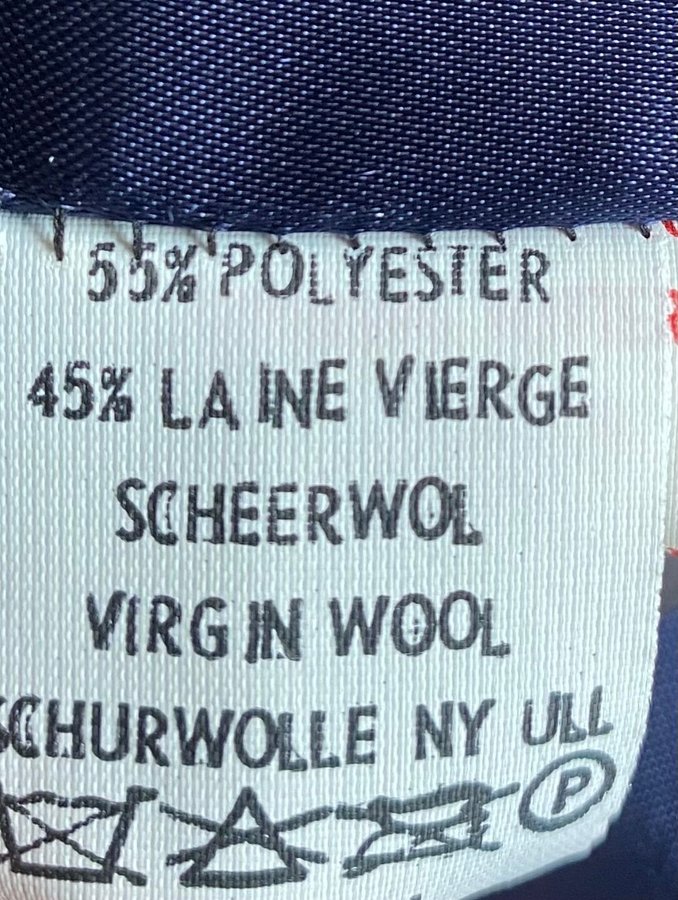 55% POLYESTER
45% LAINE VIERGE
SCHEERWOL
VIRGIN WOOL
SCHURWOLLE NY ULL
P